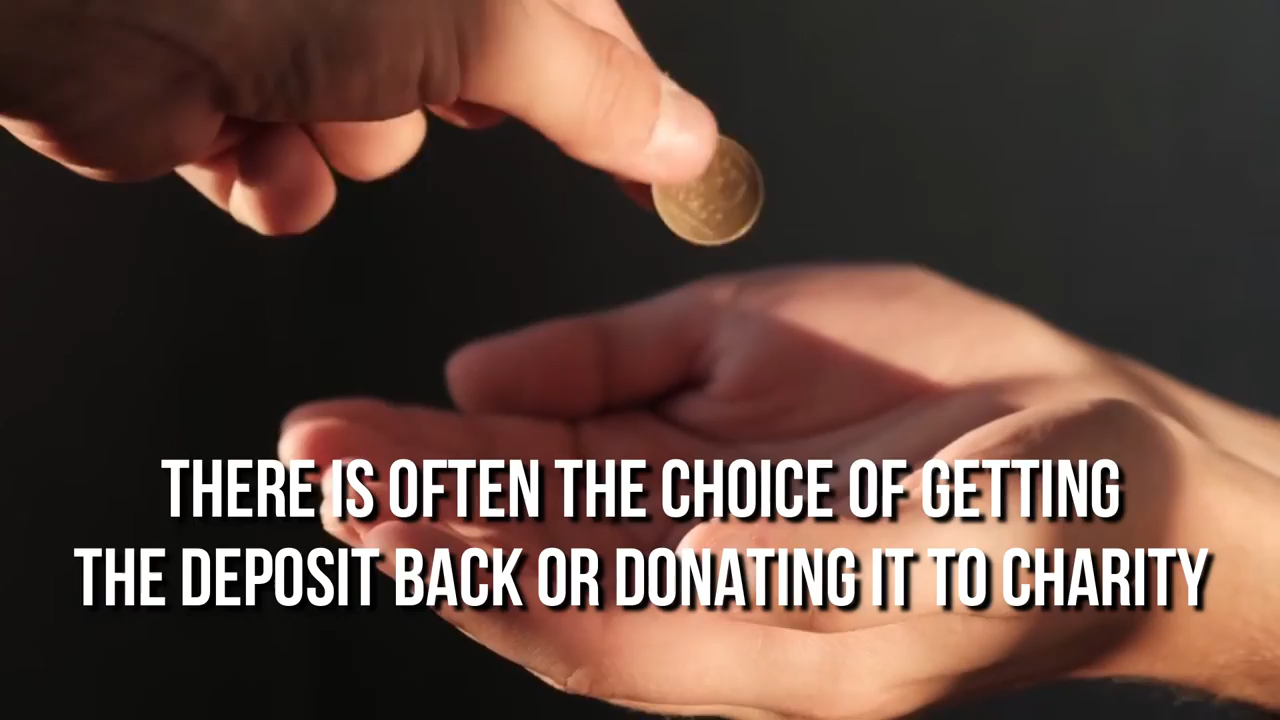 THERE IS OFTEN THE CHOICE OF GETTING
THE DEPOSIT BACK OR DONATING IT TO CHARITY